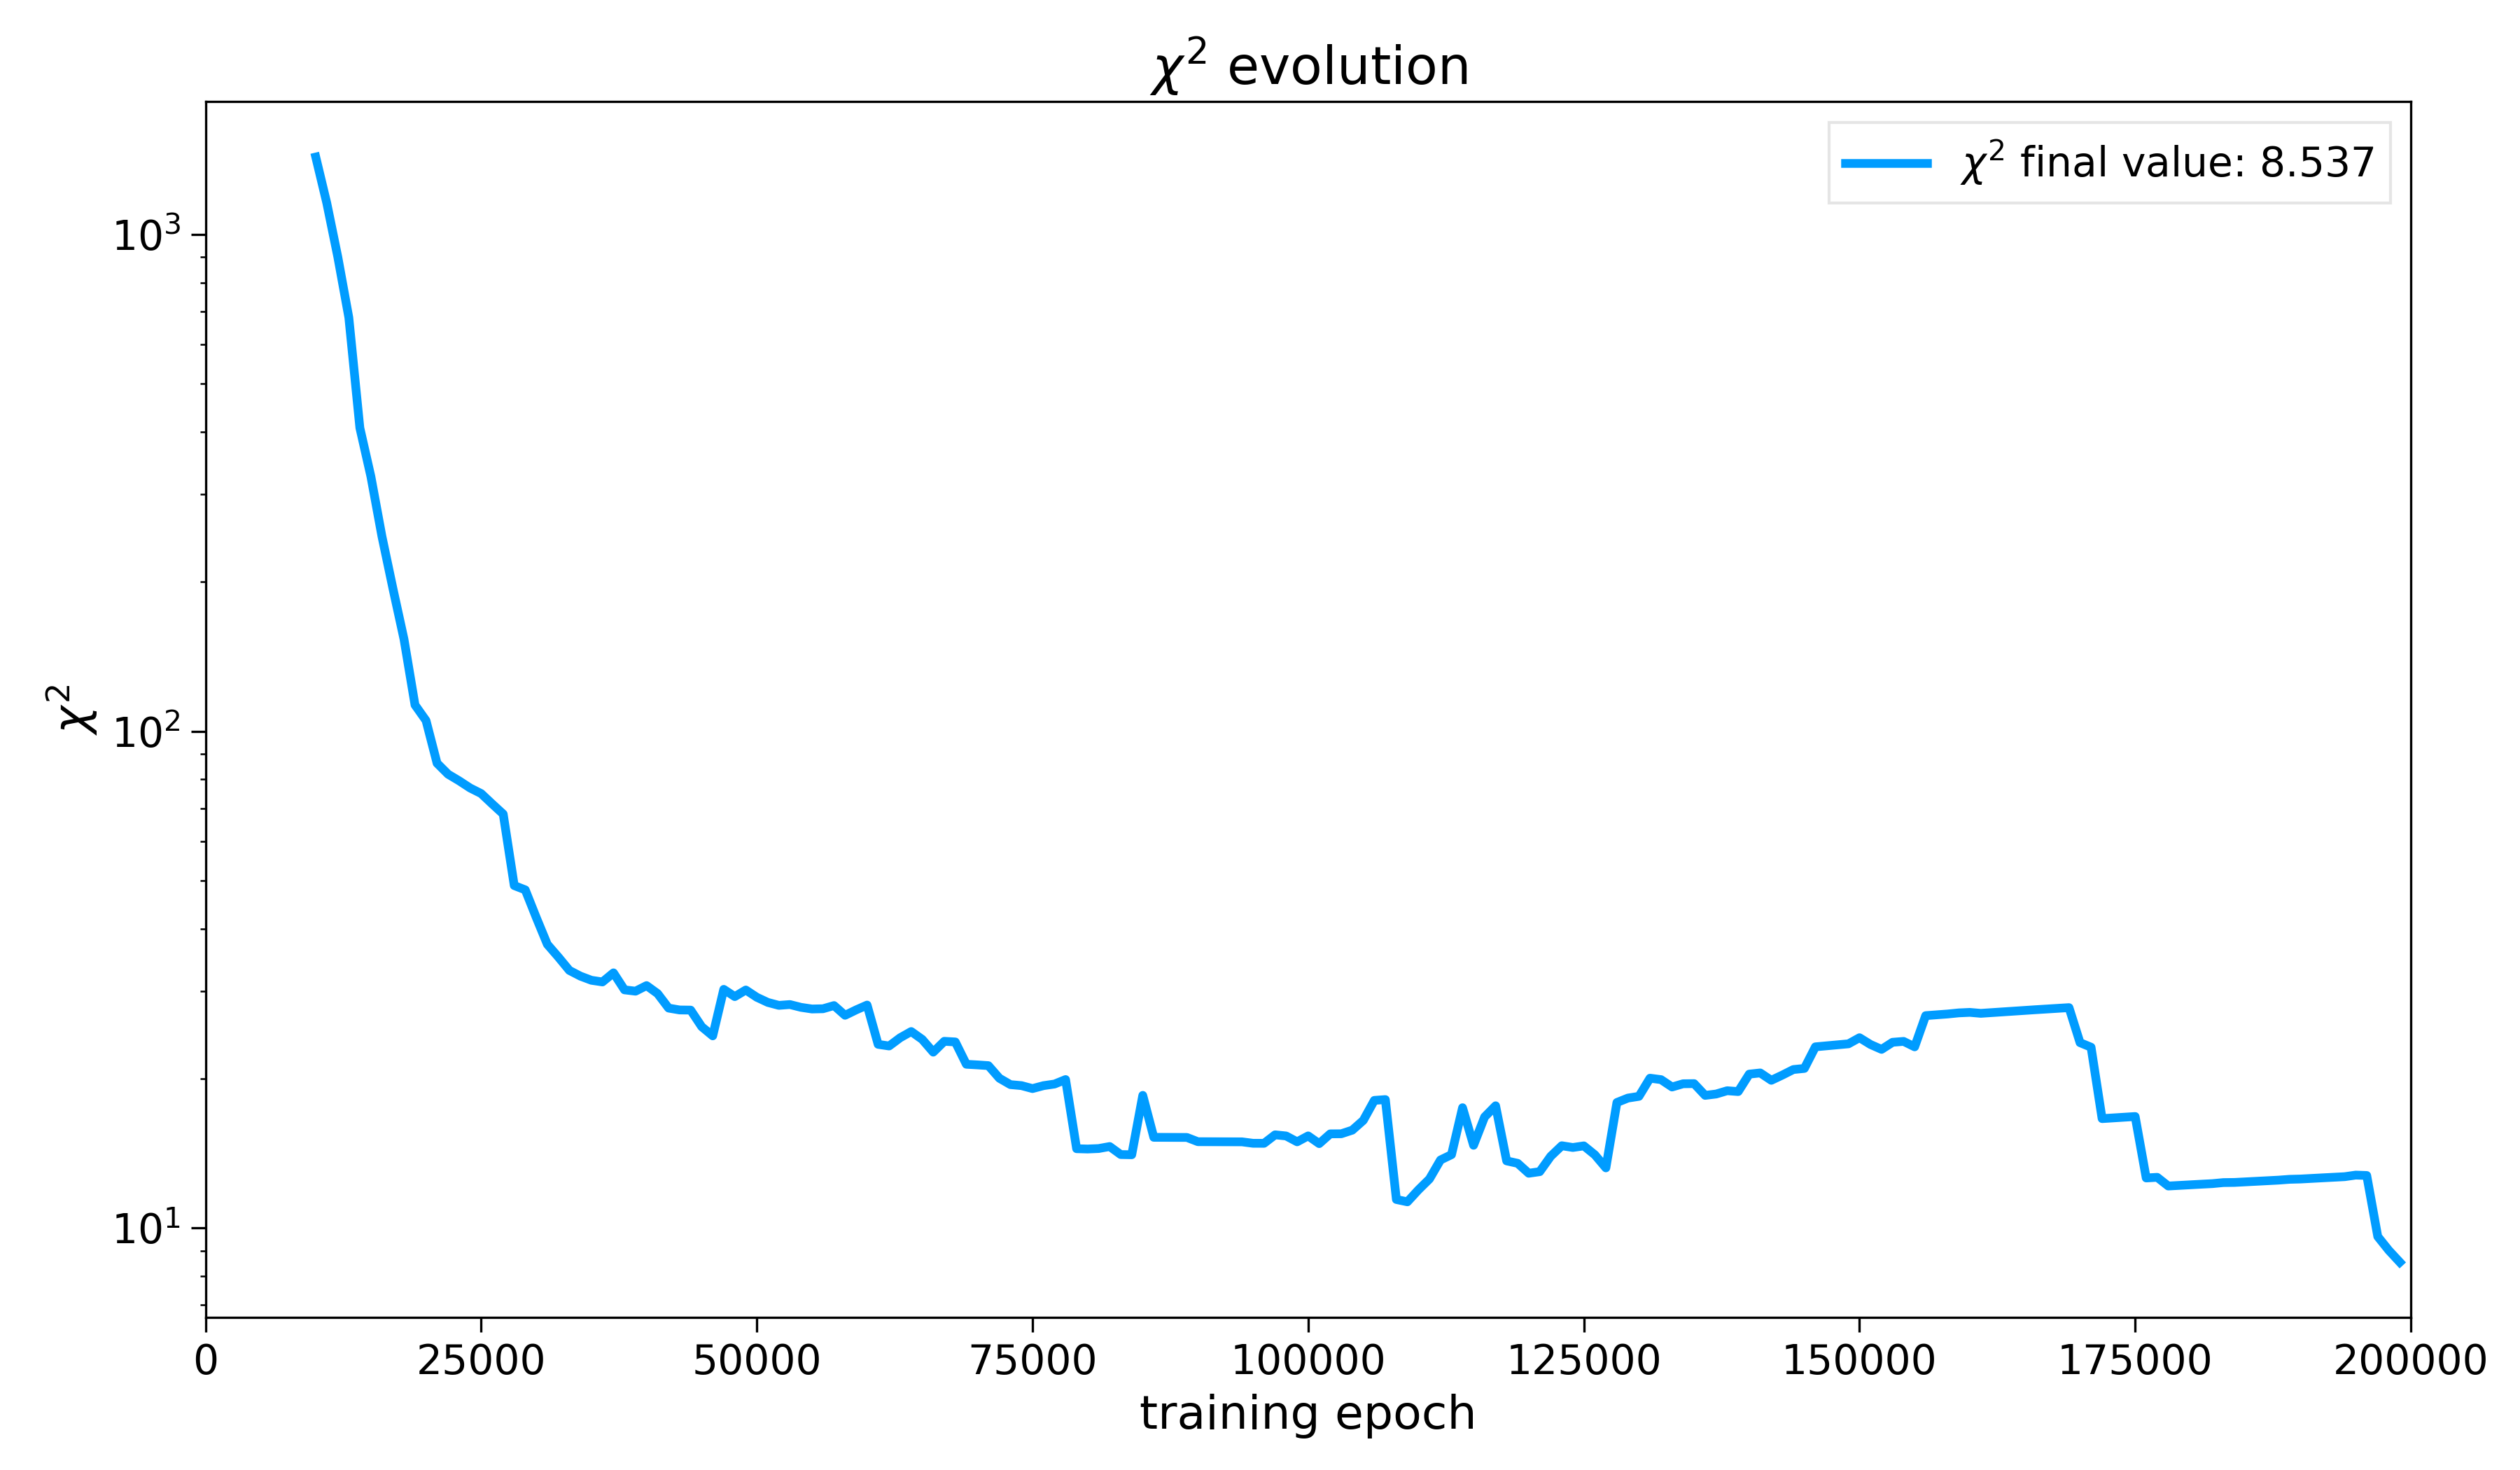 χ² evolution
χ² final value: 8.537
χ²
10³
10²
10¹
0 25000 50000 75000 100000 125000 150000 175000 200000
training epoch